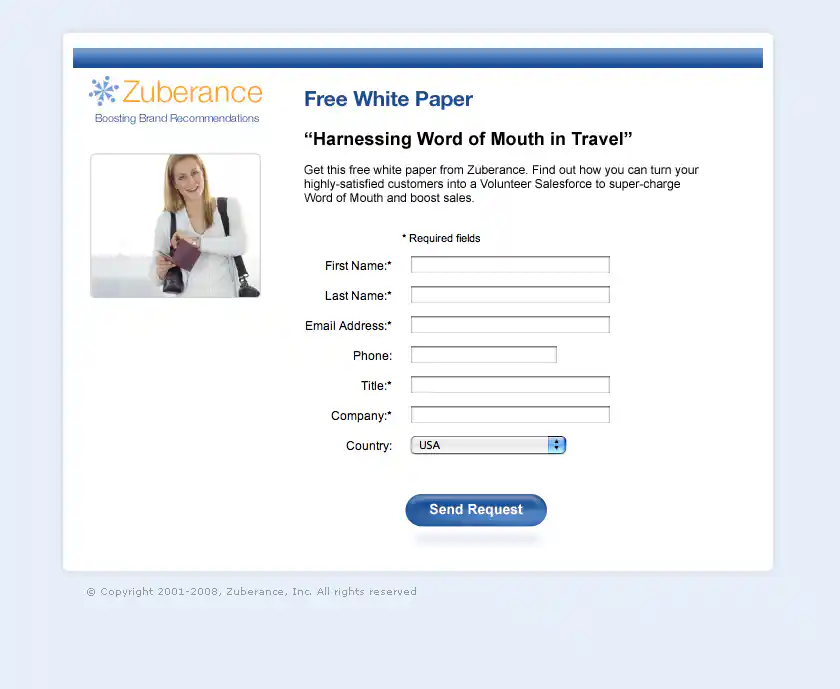 Zuberance
Boosting Brand Recommendations
Free White Paper
“Harnessing Word of Mouth in Travel”
Get this free white paper from Zuberance. Find out how you can turn your
highly-satisfied customers into a Volunteer Salesforce to super-charge
Word of Mouth and boost sales.
* Required fields
First Name:*
Last Name:*
Email Address:*
Phone:
Title:*
Company:*
Country: USA
Send Request
© Copyright 2001-2008, Zuberance, Inc. All rights reserved